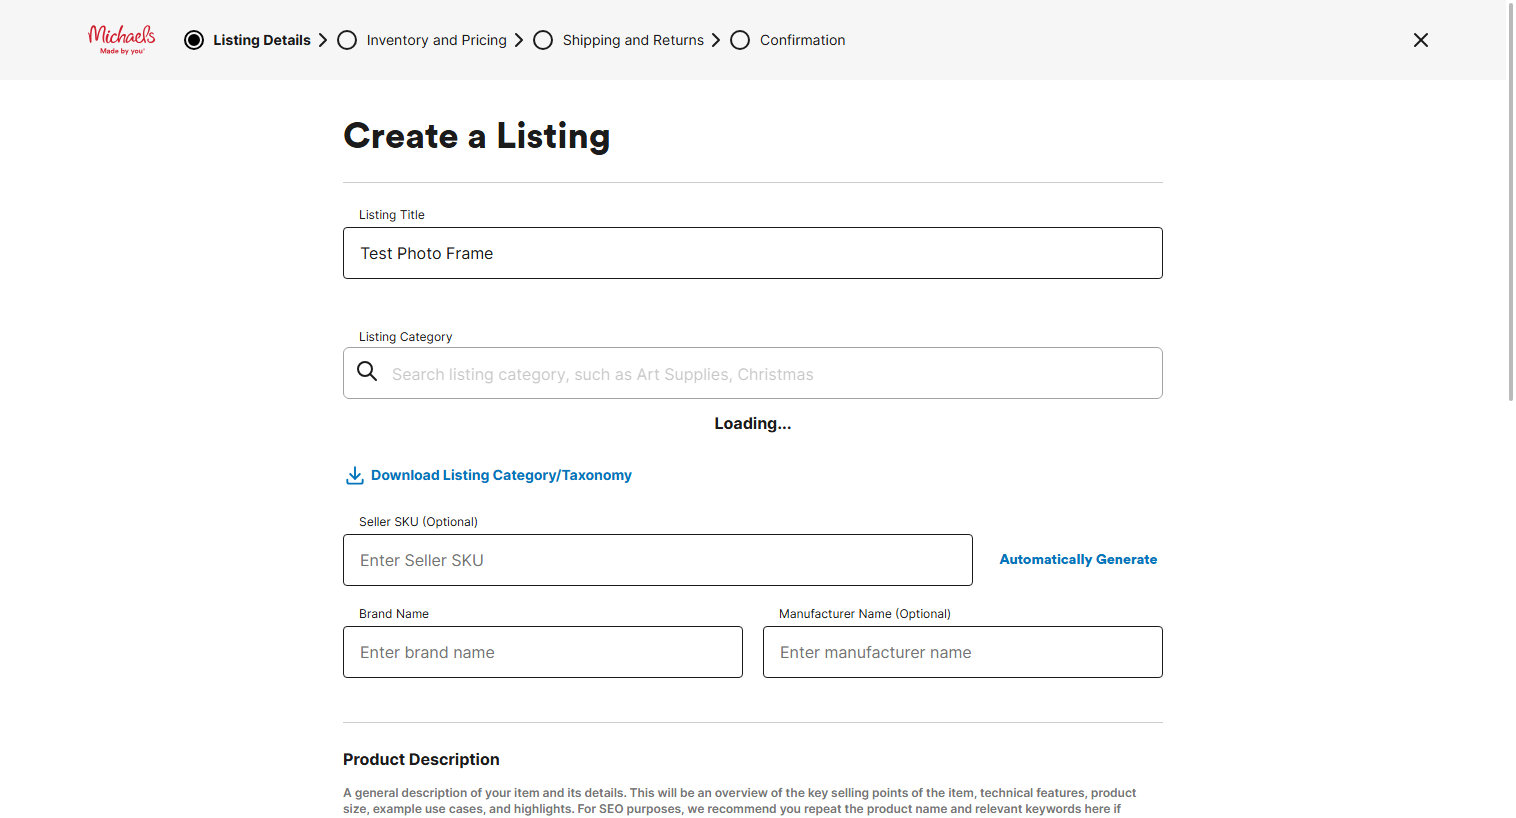 Michaels
Made by you™
Listing Details
Inventory and Pricing
Shipping and Returns
Confirmation
Create a Listing
Listing Title
Test Photo Frame
Listing Category
Search listing category, such as Art Supplies, Christmas
Loading...
Download Listing Category/Taxonomy
Seller SKU (Optional)
Enter Seller SKU
Automatically Generate
Brand Name
Manufacturer Name (Optional)
Enter brand name
Enter manufacturer name
Product Description
A general description of your item and its details. This will be an overview of the key selling points of the item, technical features, product
size, example use cases, and highlights. For SEO purposes, we recommend you repeat the product name and relevant keywords here if